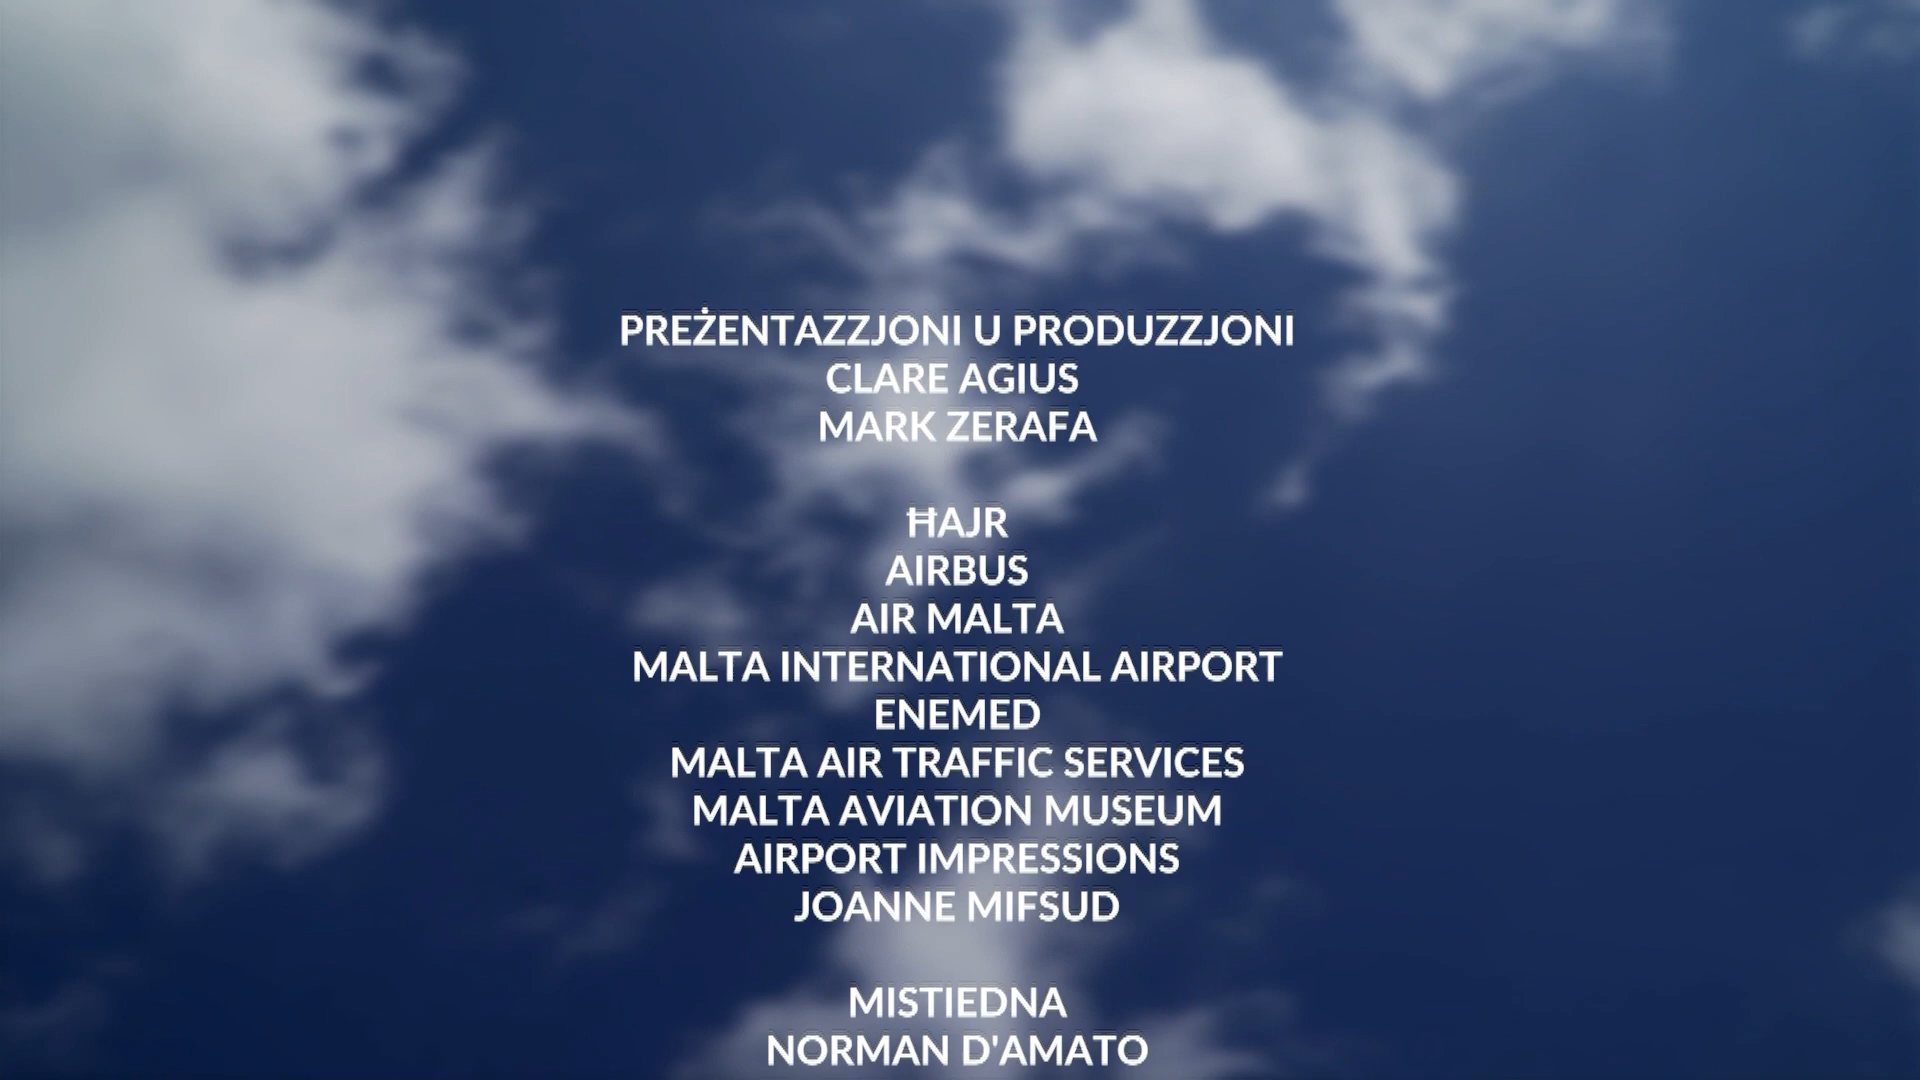 PREŻENTAZZJONI U PRODUZZJONI
CLARE AGIUS
MARK ZERAFA
ĦAJR
AIRBUS
AIR MALTA
MALTA INTERNATIONAL AIRPORT
ENEMED
MALTA AIR TRAFFIC SERVICES
MALTA AVIATION MUSEUM
AIRPORT IMPRESSIONS
JOANNE MIFSUD
MISTIEDNA
NORMAN D'AMATO